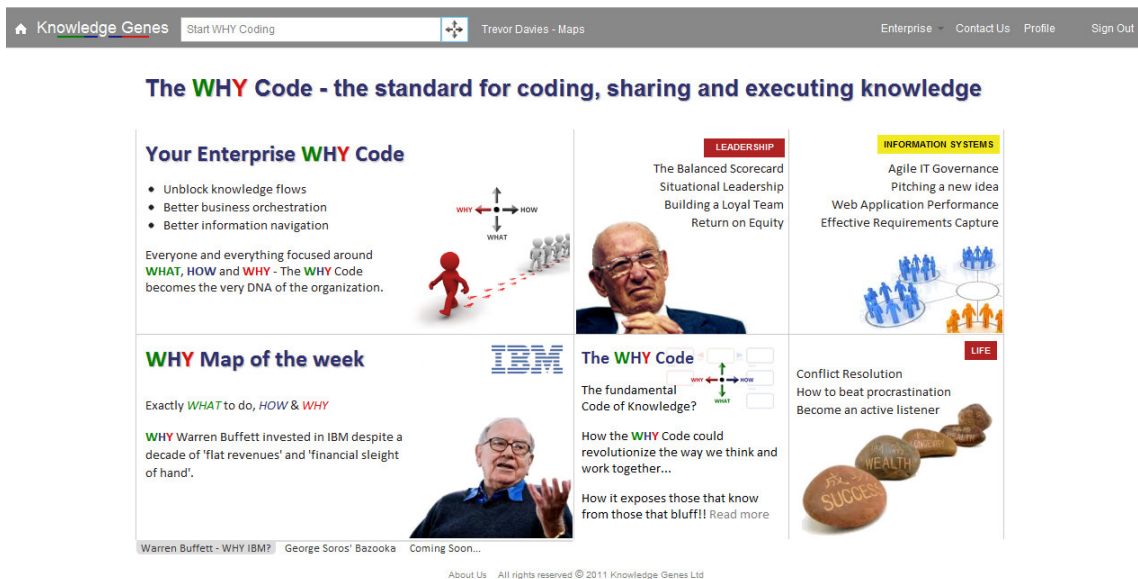 Knowledge Genes
Start WHY Coding
Trevor Davies - Maps
Enterprise
Contact Us
Profile
Sign Out
The WHY Code - the standard for coding, sharing and executing knowledge
Your Enterprise WHY Code
Unblock knowledge flows
Better business orchestration
Better information navigation
Everyone and everything focused around
WHAT, HOW and WHY - The WHY Code
becomes the very DNA of the organization.
WHY
HOW
WHAT
LEADERSHIP
The Balanced Scorecard
Situational Leadership
Building a Loyal Team
Return on Equity
INFORMATION SYSTEMS
Agile IT Governance
Pitching a new idea
Web Application Performance
Effective Requirements Capture
WHY Map of the week
IBM
Exactly WHAT to do, HOW & WHY
WHY Warren Buffett invested in IBM despite a
decade of 'flat revenues' and 'financial sleight
of hand'.
The WHY Code
WHY
HOW
WHAT
The fundamental
Code of Knowledge?
How the WHY Code could
revolutionize the way we think and
work together...
How it exposes those that know
from those that bluff!! Read more
LIFE
Conflict Resolution
How to beat procrastination
Become an active listener
HEALTH
LONGEVITY
WEALTH
SUCCESS
Warren Buffett - WHY IBM?
George Soros' Bazooka
Coming Soon...
About Us
All rights reserved © 2011 Knowledge Genes Ltd